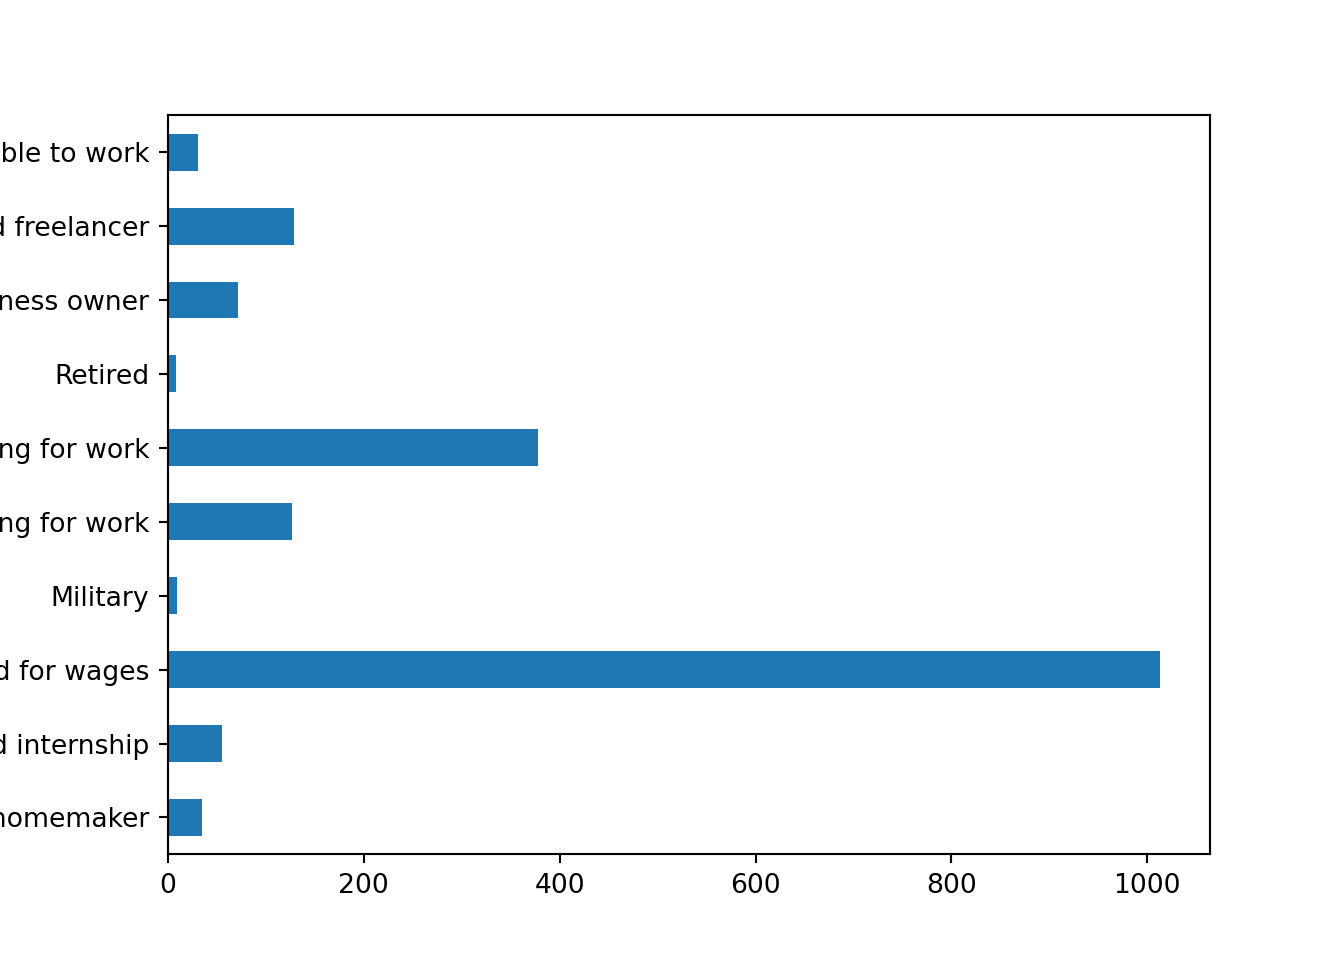 ble to work
d freelancer
ness owner
Retired
ng for work
ng for work
Military
d for wages
d internship
homemaker
0 200 400 600 800 1000